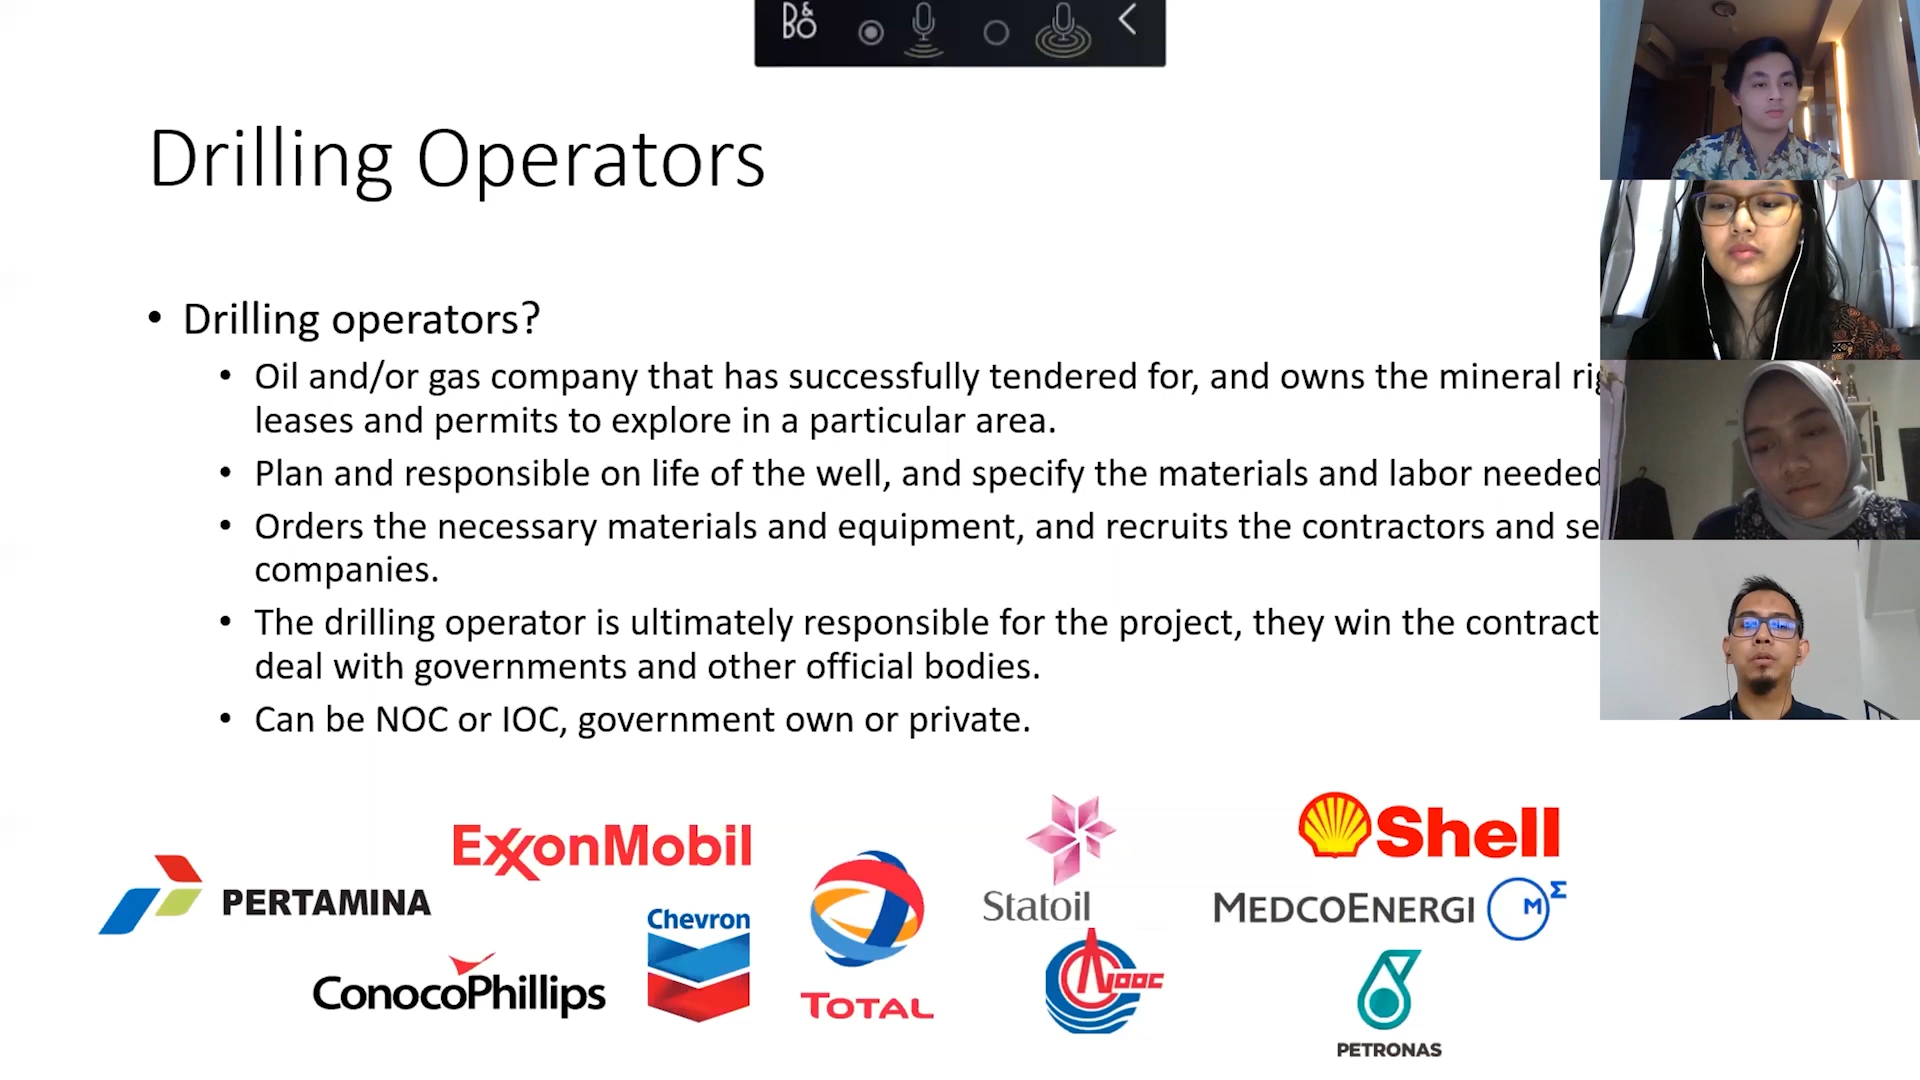 B&O
Drilling Operators
• Drilling operators?
• Oil and/or gas company that has successfully tendered for, and owns the mineral
leases and permits to explore in a particular area.
• Plan and responsible on life of the well, and specify the materials and labor needed
• Orders the necessary materials and equipment, and recruits the contractors and
companies.
• The drilling operator is ultimately responsible for the project, they win the contract
deal with governments and other official bodies.
• Can be NOC or IOC, government own or private.
ExxonMobil
Shell
PERTAMINA
Chevron
Statoil
MEDCOENERGI
ConocoPhillips
TOTAL
CNOOC
PETRONAS